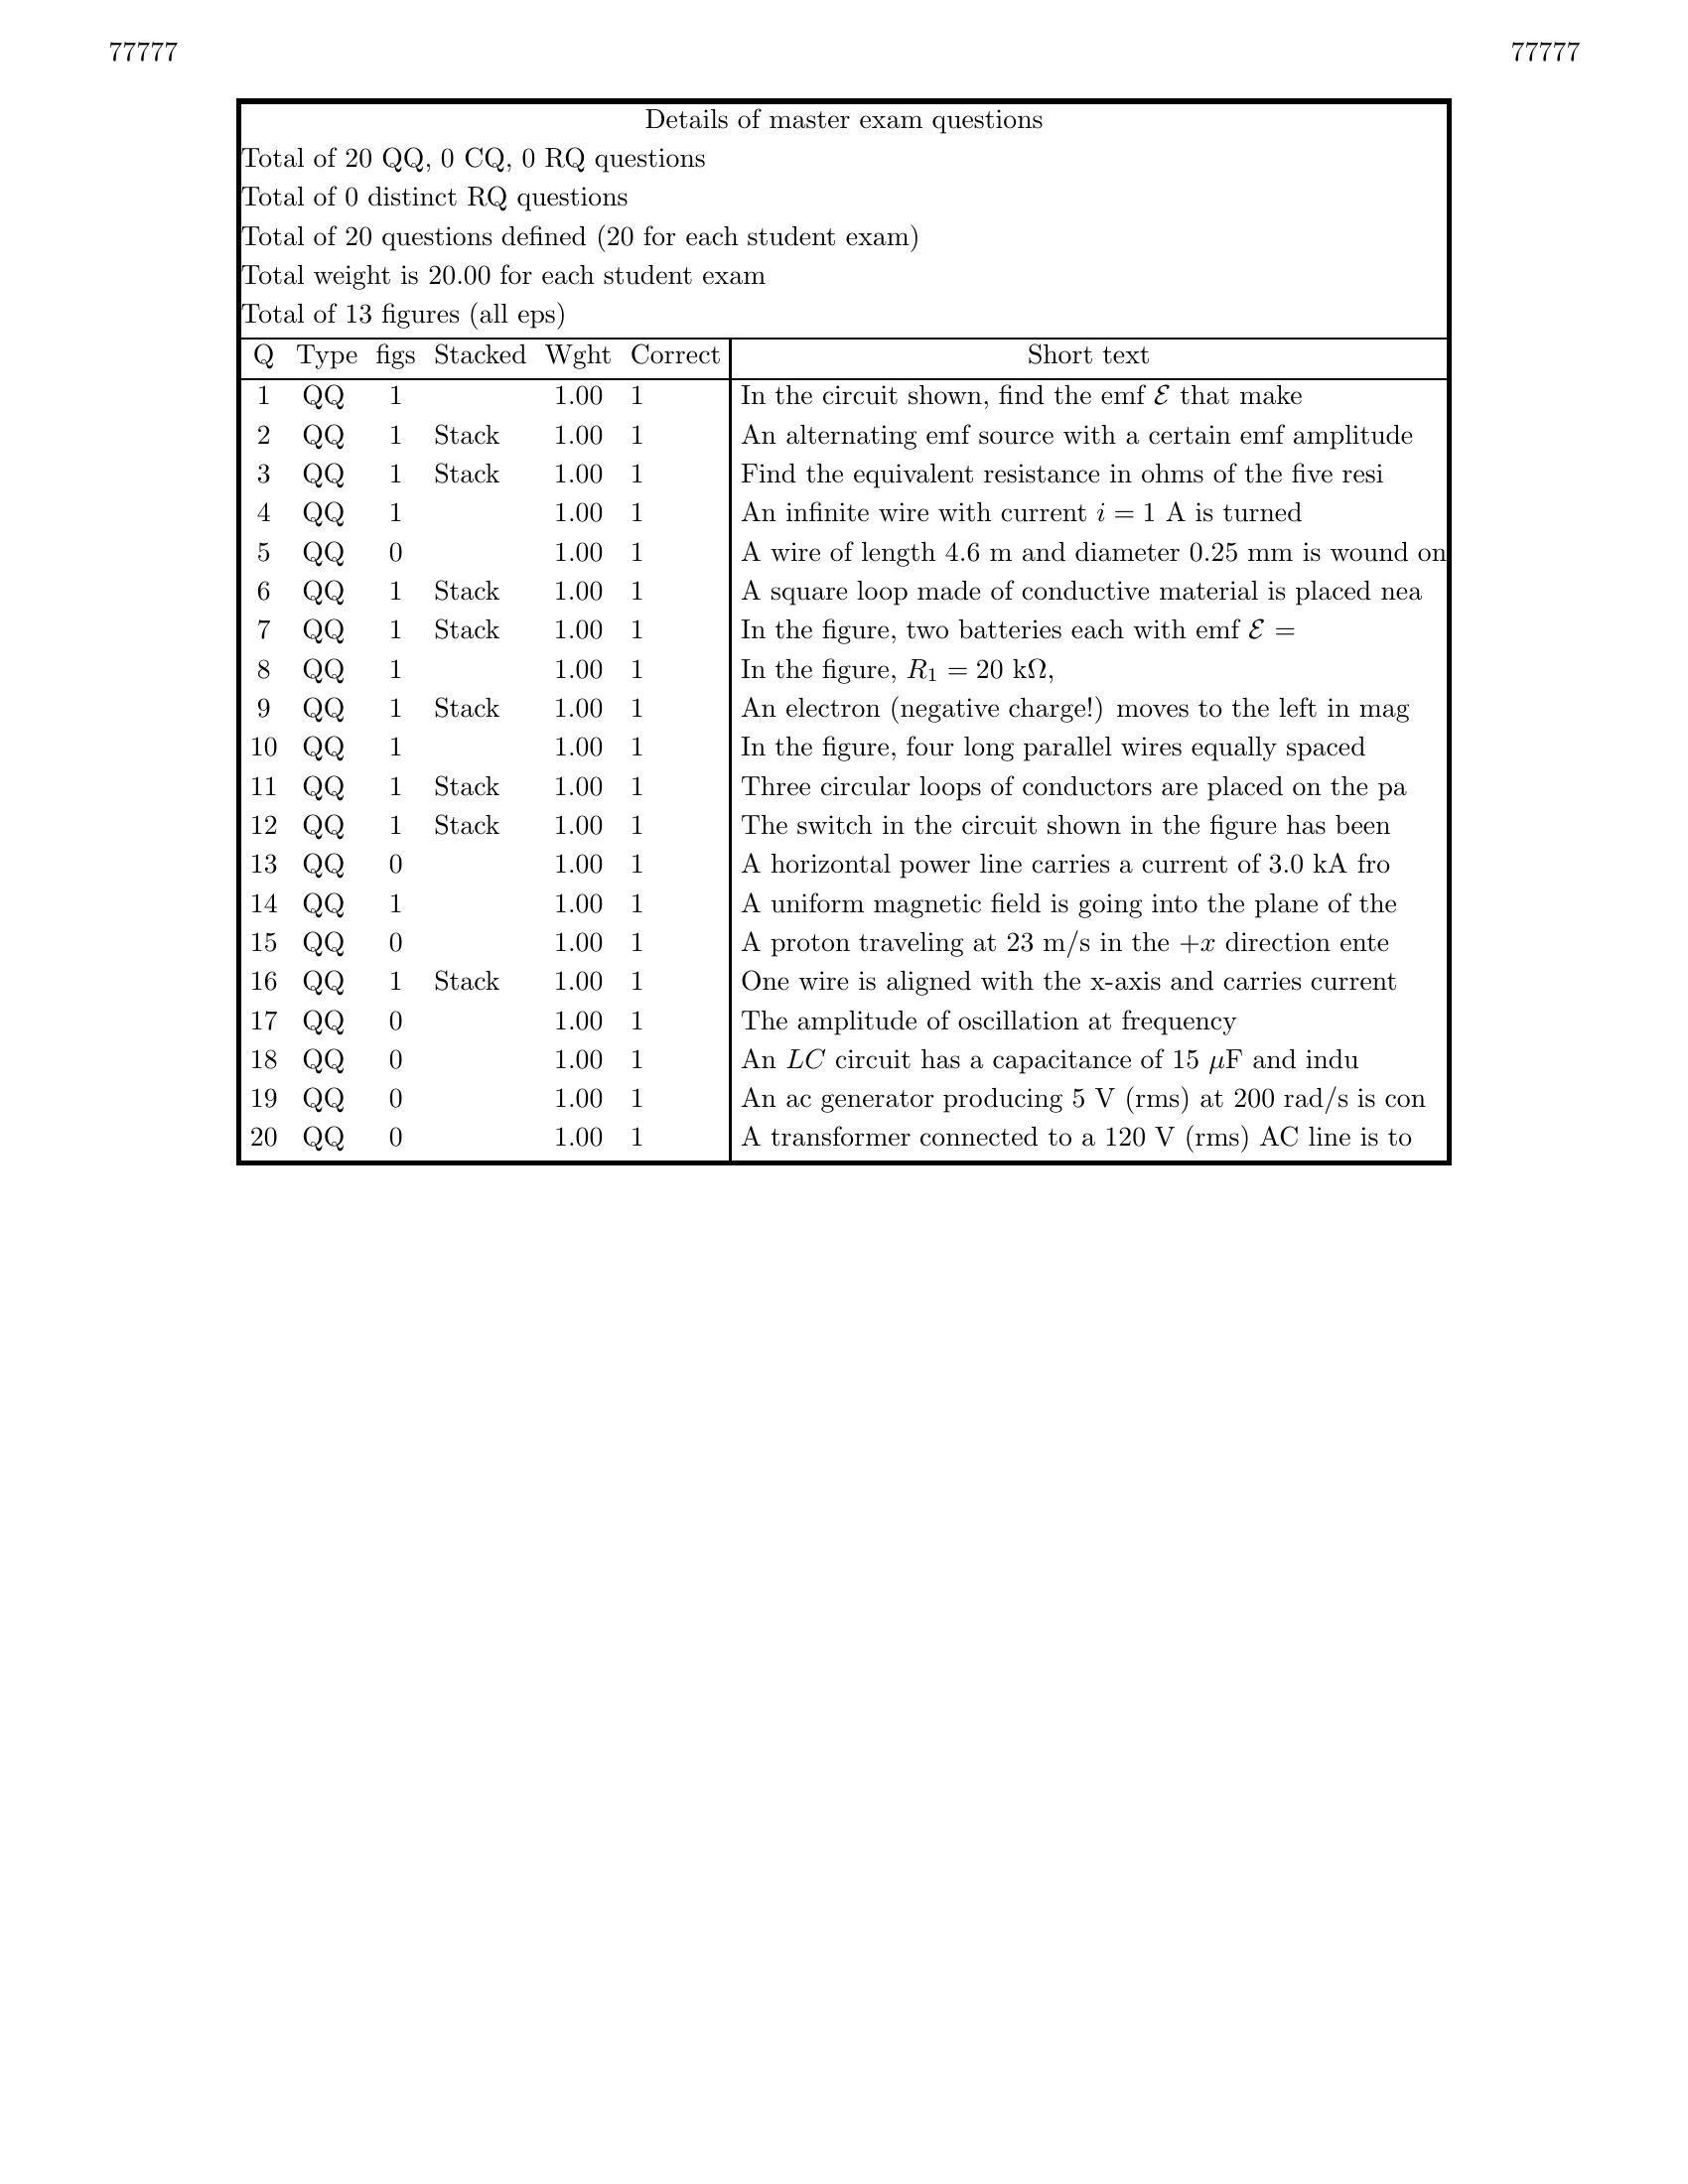 77777 77777
Details of master exam questions
Total of 20 QQ, 0 CQ, 0 RQ questions
Total of 0 distinct RQ questions
Total of 20 questions defined (20 for each student exam)
Total weight is 20.00 for each student exam
Total of 13 figures (all eps)
Q Type figs Stacked Wght Correct Short text
1 QQ 1 1.00 1 In the circuit shown, find the emf ℰ that make
2 QQ 1 Stack 1.00 1 An alternating emf source with a certain emf amplitude
3 QQ 1 Stack 1.00 1 Find the equivalent resistance in ohms of the five resi
4 QQ 1 1.00 1 An infinite wire with current i = 1 A is turned
5 QQ 0 1.00 1 A wire of length 4.6 m and diameter 0.25 mm is wound on
6 QQ 1 Stack 1.00 1 A square loop made of conductive material is placed nea
7 QQ 1 Stack 1.00 1 In the figure, two batteries each with emf ℰ =
8 QQ 1 1.00 1 In the figure, R₁ = 20 kΩ,
9 QQ 1 Stack 1.00 1 An electron (negative charge!) moves to the left in mag
10 QQ 1 1.00 1 In the figure, four long parallel wires equally spaced
11 QQ 1 Stack 1.00 1 Three circular loops of conductors are placed on the pa
12 QQ 1 Stack 1.00 1 The switch in the circuit shown in the figure has been
13 QQ 0 1.00 1 A horizontal power line carries a current of 3.0 kA fro
14 QQ 1 1.00 1 A uniform magnetic field is going into the plane of the
15 QQ 0 1.00 1 A proton traveling at 23 m/s in the +x direction ente
16 QQ 1 Stack 1.00 1 One wire is aligned with the x-axis and carries current
17 QQ 0 1.00 1 The amplitude of oscillation at frequency
18 QQ 0 1.00 1 An LC circuit has a capacitance of 15 μF and indu
19 QQ 0 1.00 1 An ac generator producing 5 V (rms) at 200 rad/s is con
20 QQ 0 1.00 1 A transformer connected to a 120 V (rms) AC line is to